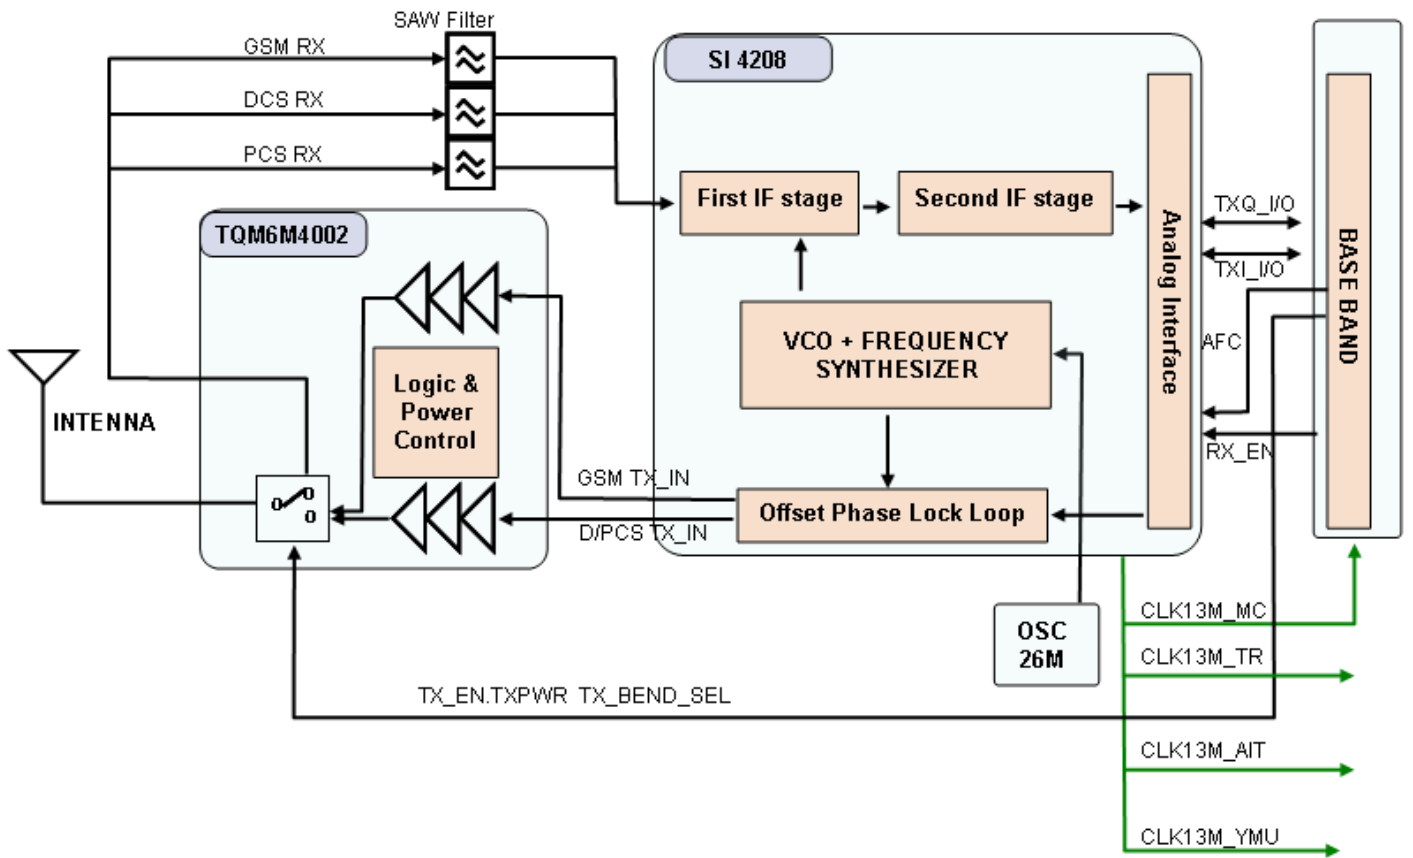 SAW Filter
GSM RX
DCS RX
PCS RX
SI 4208
First IF stage
Second IF stage
Analog Interface
TXQ_I/O
TXI_I/O
BASE BAND
TQM6M4002
VCO + FREQUENCY
SYNTHESIZER
AFC
Logic &
Power
Control
INTENNA
RX_EN
GSM TX_IN
Offset Phase Lock Loop
D/PCS TX_IN
OSC
26M
CLK13M_MC
CLK13M_TR
TX_EN.TXPWR TX_BEND_SEL
CLK13M_AIT
CLK13M_YMU